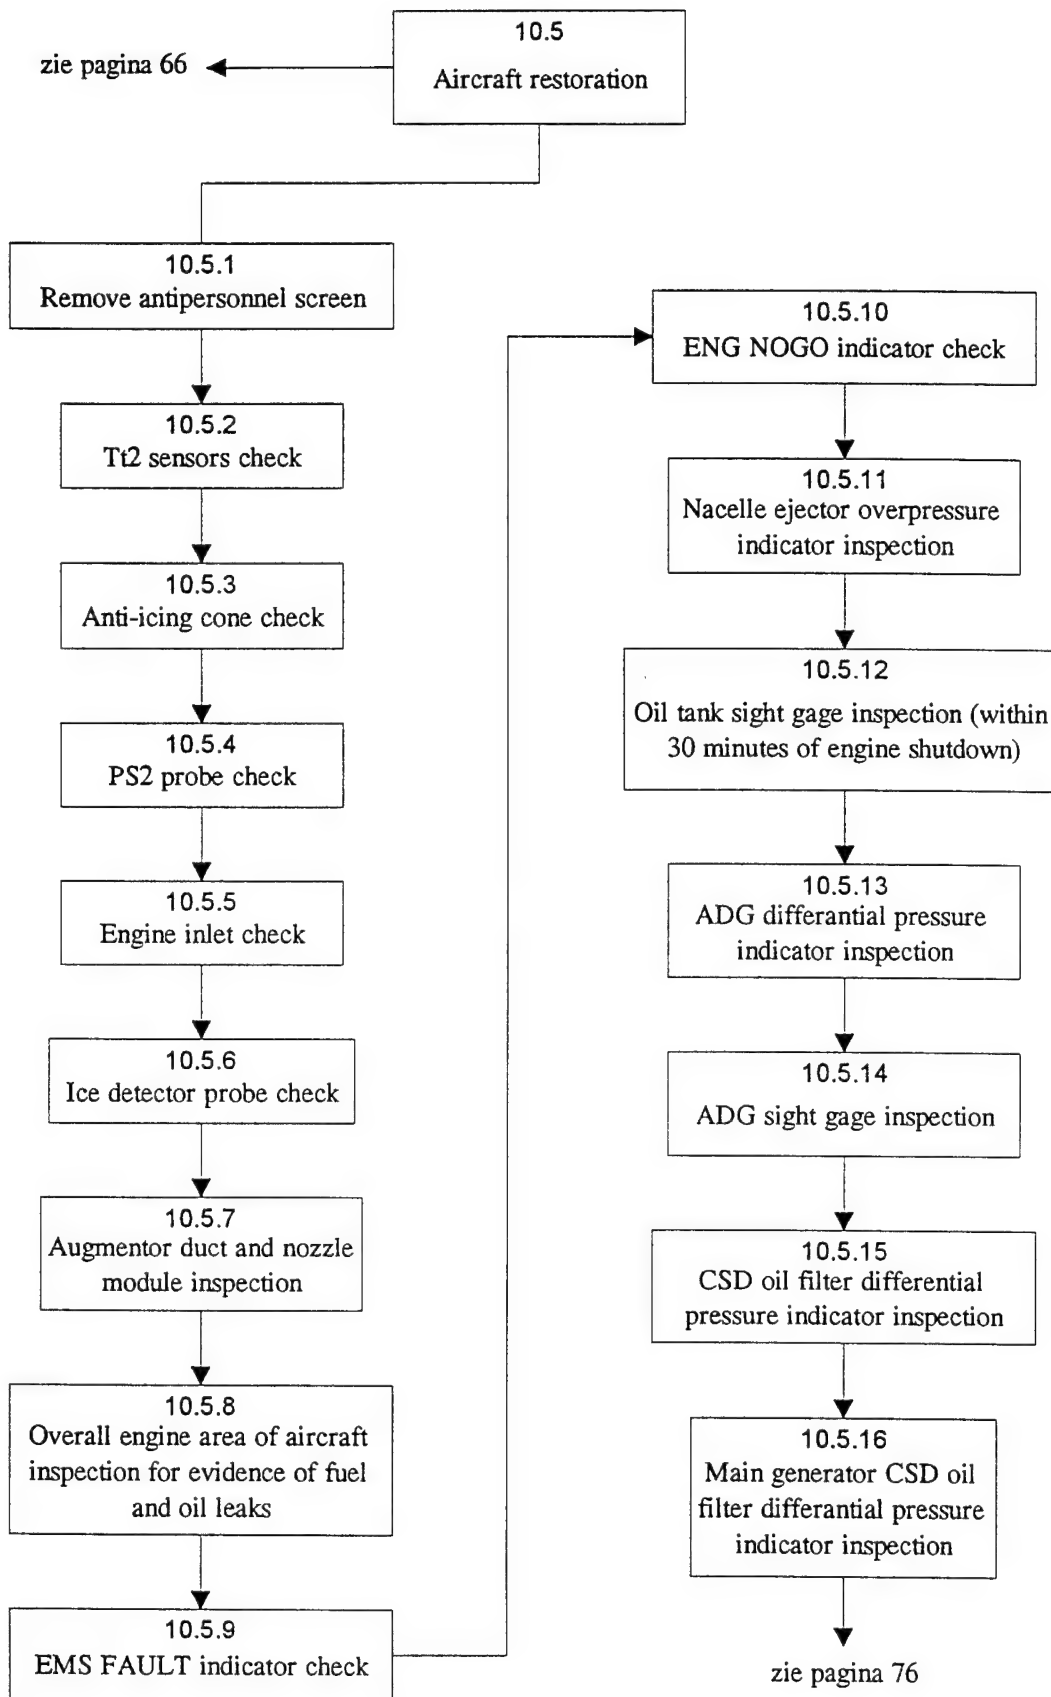 10.5
Aircraft restoration
zie pagina 66
10.5.1
Remove antipersonnel screen
10.5.2
Tt2 sensors check
10.5.3
Anti-icing cone check
10.5.4
PS2 probe check
10.5.5
Engine inlet check
10.5.6
Ice detector probe check
10.5.7
Augmentor duct and nozzle
module inspection
10.5.8
Overall engine area of aircraft
inspection for evidence of fuel
and oil leaks
10.5.9
EMS FAULT indicator check
10.5.10
ENG NOGO indicator check
10.5.11
Nacelle ejector overpressure
indicator inspection
10.5.12
Oil tank sight gage inspection (within
30 minutes of engine shutdown)
10.5.13
ADG differantial pressure
indicator inspection
10.5.14
ADG sight gage inspection
10.5.15
CSD oil filter differential
pressure indicator inspection
10.5.16
Main generator CSD oil
filter differantial pressure
indicator inspection
zie pagina 76